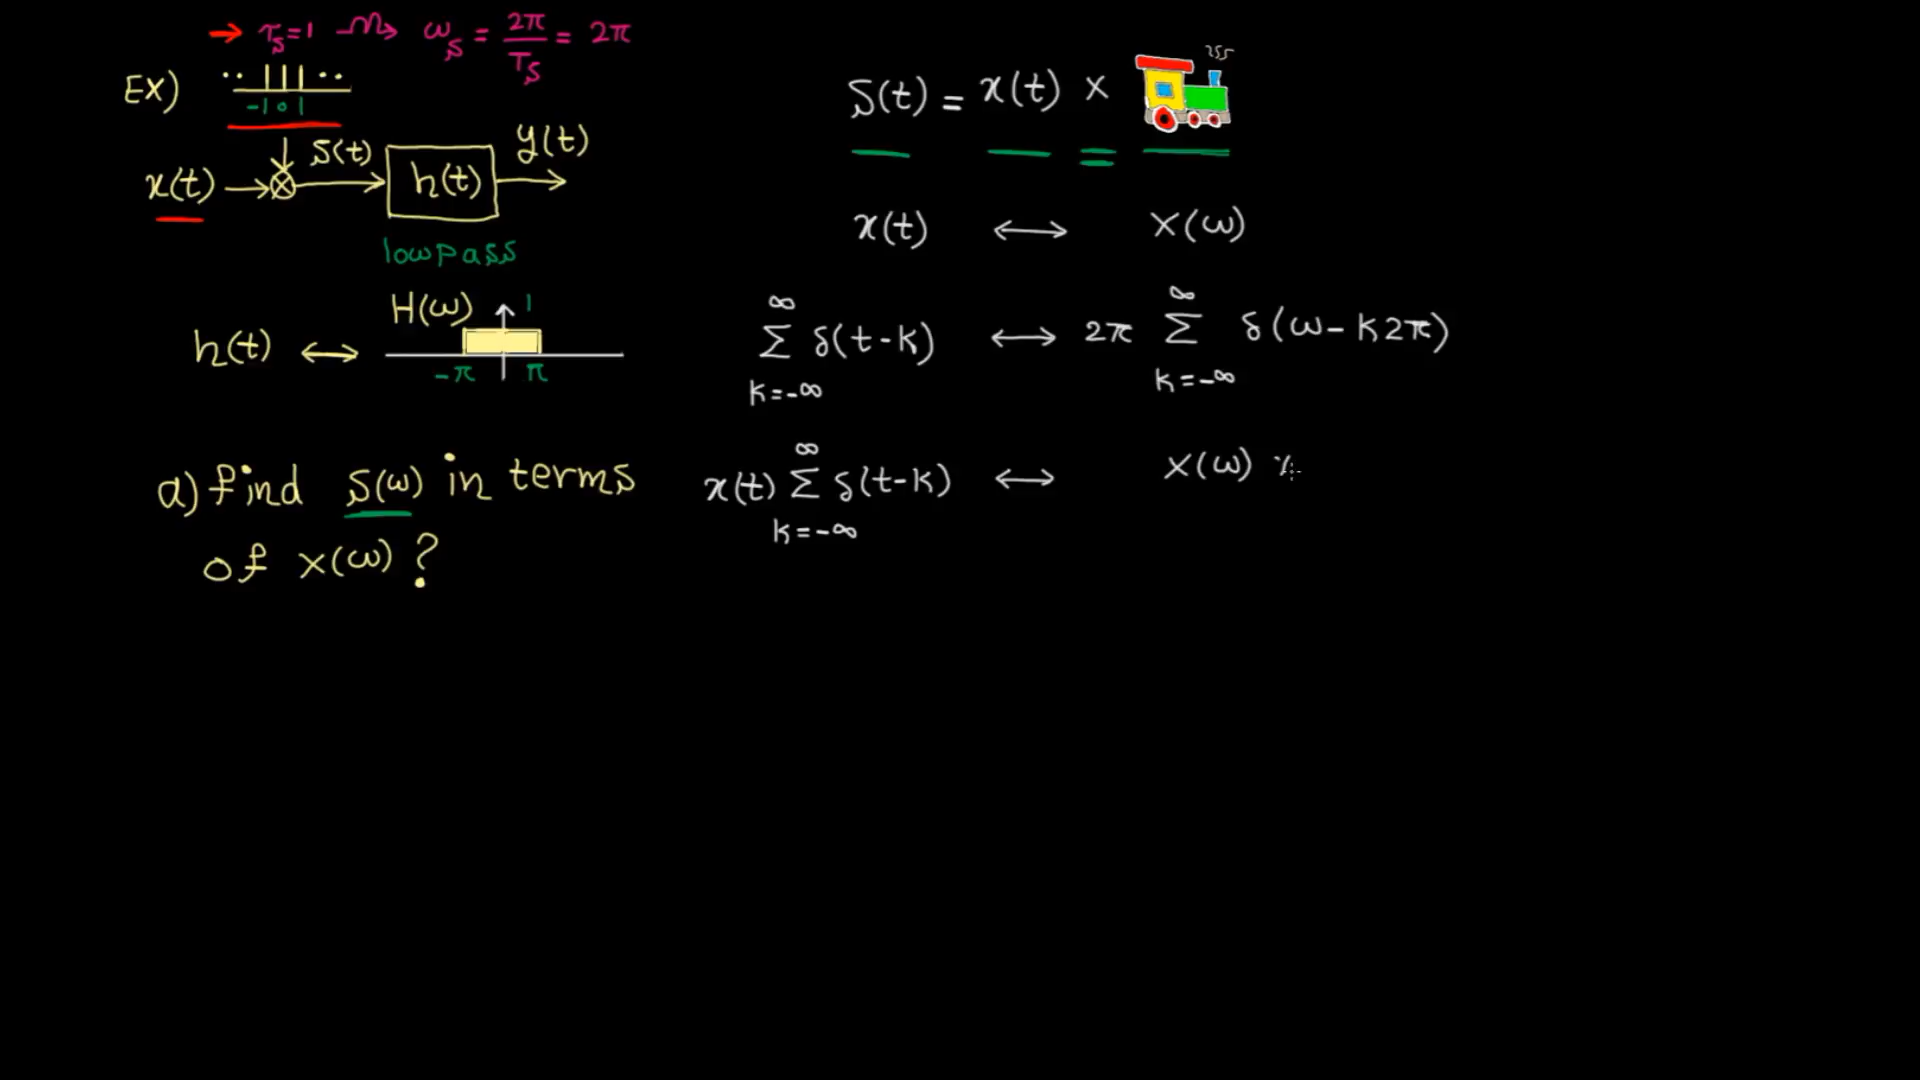 → Ts=1 ⇝ ωs = 2π/Ts = 2π
EX) .. ||| ..
-1 0 1
x(t) → ⊗ → S(t) → h(t) → y(t)
lowpass
h(t) ↔ H(ω) 1
-π π
a) find S(ω) in terms
of X(ω) ?
S(t) = x(t) ×
x(t) ↔ X(ω)
∞ ∑ k=-∞ δ(t-k) ↔ 2π ∞ ∑ k=-∞ δ(ω-k2π)
x(t) ∞ ∑ k=-∞ δ(t-k) ↔ X(ω)